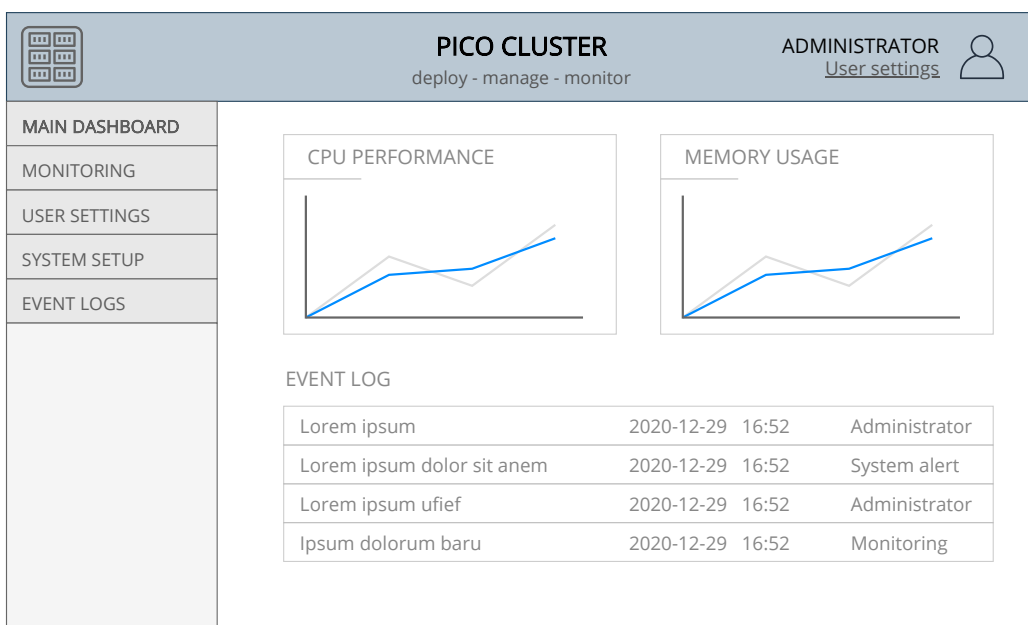 PICO CLUSTER
deploy - manage - monitor
ADMINISTRATOR
User settings
MAIN DASHBOARD
MONITORING
USER SETTINGS
SYSTEM SETUP
EVENT LOGS
CPU PERFORMANCE
MEMORY USAGE
EVENT LOG
Lorem ipsum 2020-12-29 16:52 Administrator
Lorem ipsum dolor sit anem 2020-12-29 16:52 System alert
Lorem ipsum ufief 2020-12-29 16:52 Administrator
Ipsum dolorum baru 2020-12-29 16:52 Monitoring